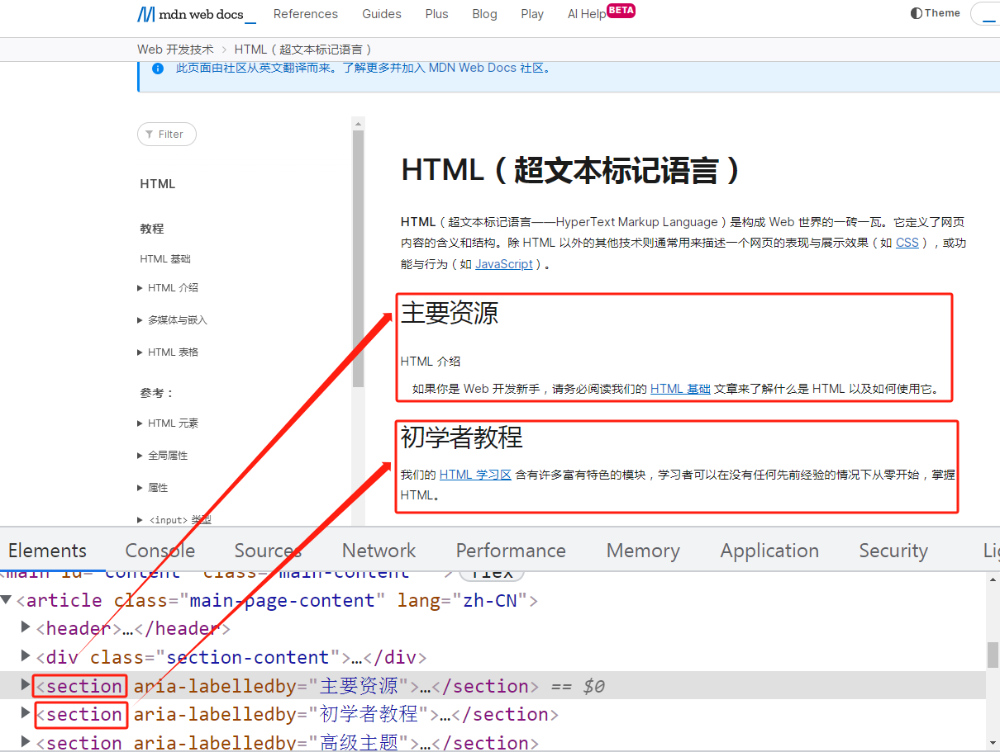 mdn web docs_ References Guides Plus Blog Play AI Help BETA Theme
Web 开发技术 › HTML（超文本标记语言）
此页面由社区从英文翻译而来。了解更多并加入 MDN Web Docs 社区。
Filter
HTML
教程
HTML 基础
HTML 介绍
多媒体与嵌入
HTML 表格
参考：
HTML 元素
全局属性
属性
<input> 类型
HTML（超文本标记语言）
HTML（超文本标记语言——HyperText Markup Language）是构成 Web 世界的一砖一瓦。它定义了网页
内容的含义和结构。除 HTML 以外的其他技术则通常用来描述一个网页的表现与展示效果（如 CSS），或功
能与行为（如 JavaScript）。
主要资源
HTML 介绍
如果你是 Web 开发新手，请务必阅读我们的 HTML 基础 文章来了解什么是 HTML 以及如何使用它。
初学者教程
我们的 HTML 学习区 含有许多富有特色的模块，学习者可以在没有任何先前经验的情况下从零开始，掌握
HTML。
Elements Console Sources Network Performance Memory Application Security Lig
<main id="content" class="main-content  "> flex
<article class="main-page-content" lang="zh-CN">
<header>…</header>
<div class="section-content">…</div>
<section aria-labelledby="主要资源">…</section> == $0
<section aria-labelledby="初学者教程">…</section>
<section aria-labelledby="高级主题">…</section>